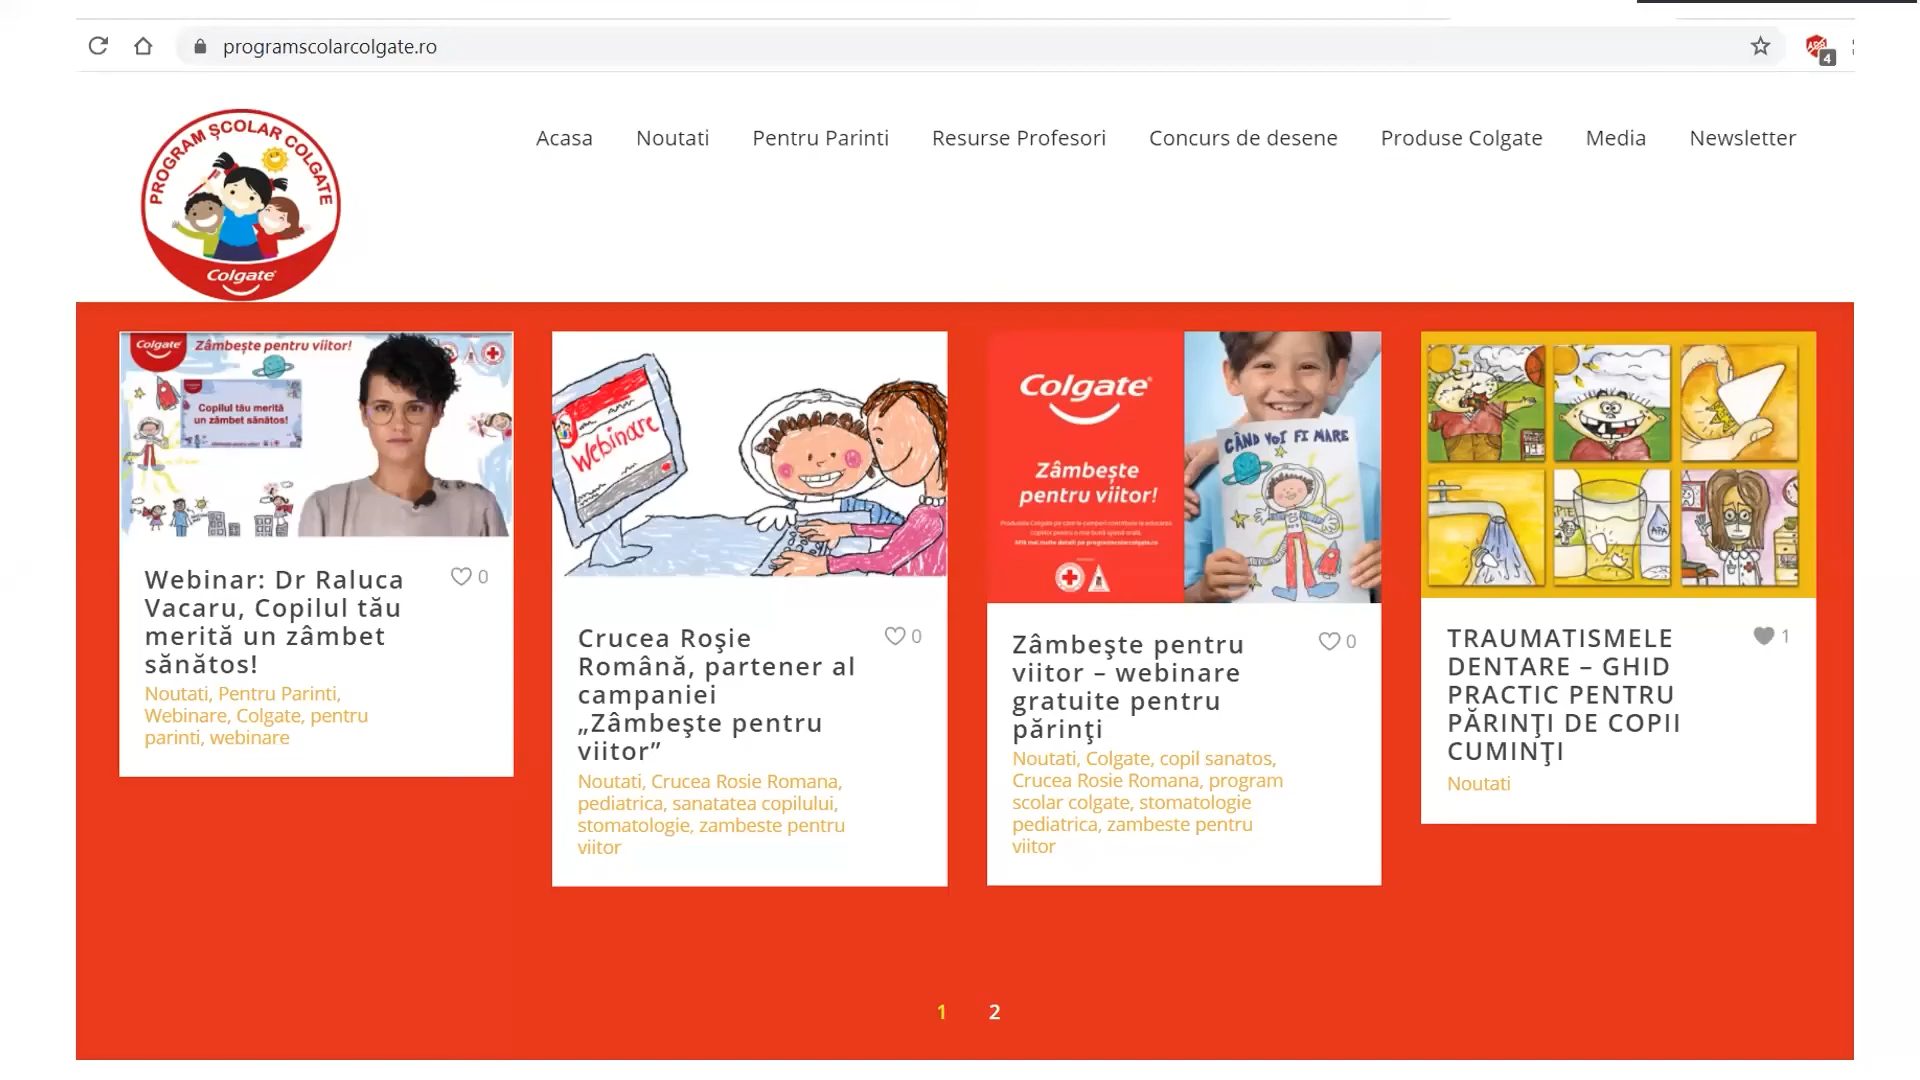 programscolarcolgate.ro
4
PROGRAM ȘCOLAR COLGATE
Colgate
Acasa
Noutati
Pentru Parinti
Resurse Profesori
Concurs de desene
Produse Colgate
Media
Newsletter
Colgate
Zâmbește pentru viitor!
Copilul tău merită
un zâmbet sănătos!
Webinar: Dr Raluca
Vacaru, Copilul tău
merită un zâmbet
sănătos!
0
Noutati, Pentru Parinti,
Webinare, Colgate, pentru
parinti, webinare
Webinare
Crucea Roşie
Română, partener al
campaniei
„Zâmbeşte pentru
viitor”
0
Noutati, Crucea Rosie Romana,
pediatrica, sanatatea copilului,
stomatologie, zambeste pentru
viitor
Colgate
Zâmbește
pentru viitor!
CÂND VOI FI MARE
Zâmbeşte pentru
viitor – webinare
gratuite pentru
părinţi
0
Noutati, Colgate, copil sanatos,
Crucea Rosie Romana, program
scolar colgate, stomatologie
pediatrica, zambeste pentru
viitor
APA
TRAUMATISMELE
DENTARE – GHID
PRACTIC PENTRU
PĂRINŢI DE COPII
CUMINŢI
1
Noutati
1
2